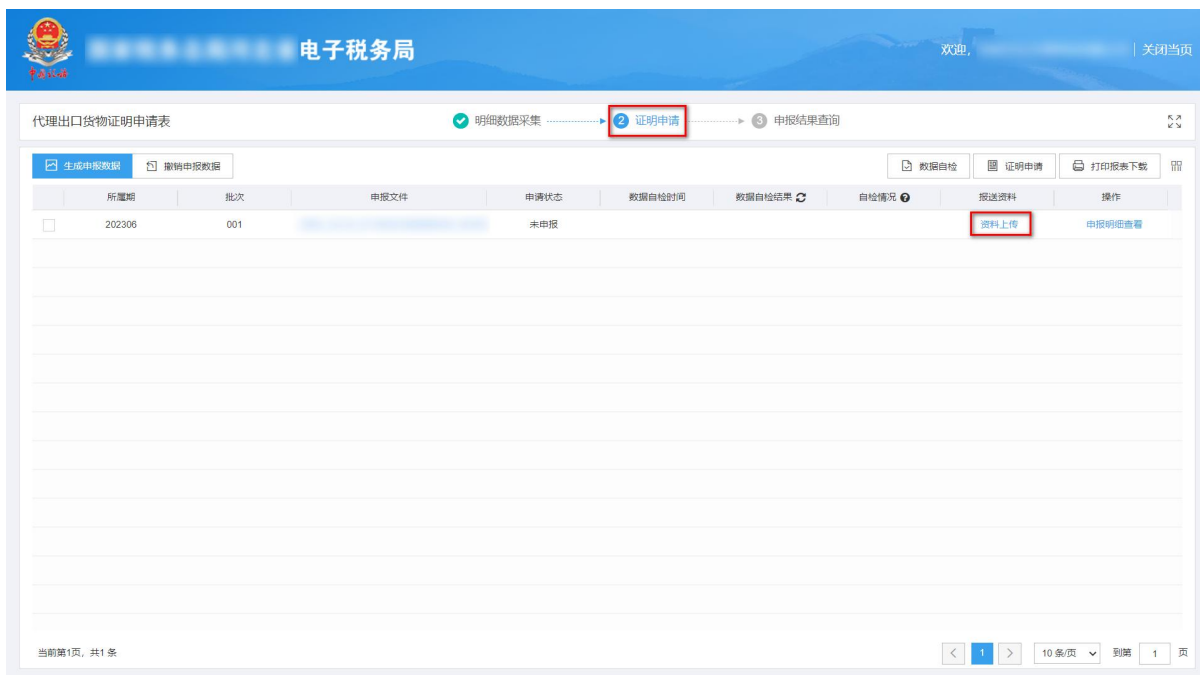 电子税务局
欢迎,
关闭当页
代理出口货物证明申请表
明细数据采集
2 证明申请
3 申报结果查询
生成申报数据 撤销申报数据
数据自检 证明申请 打印报表下载
所属期 批次 申报文件 申请状态 数据自检时间 数据自检结果 自检情况 报送资料 操作
202306 001 未申报 资料上传 申报明细查看
当前第1页, 共1 条
1 10 条/页 到第 1 页